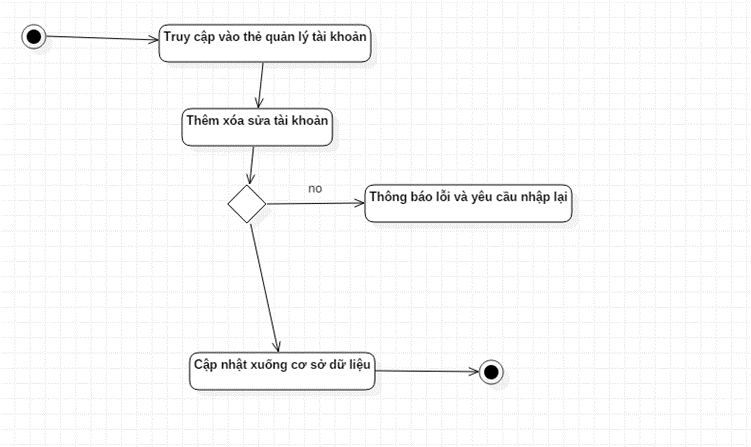 Truy cập vào thẻ quản lý tài khoản
Thêm xóa sửa tài khoản
no
Thông báo lỗi và yêu cầu nhập lại
Cập nhật xuống cơ sở dữ liệu